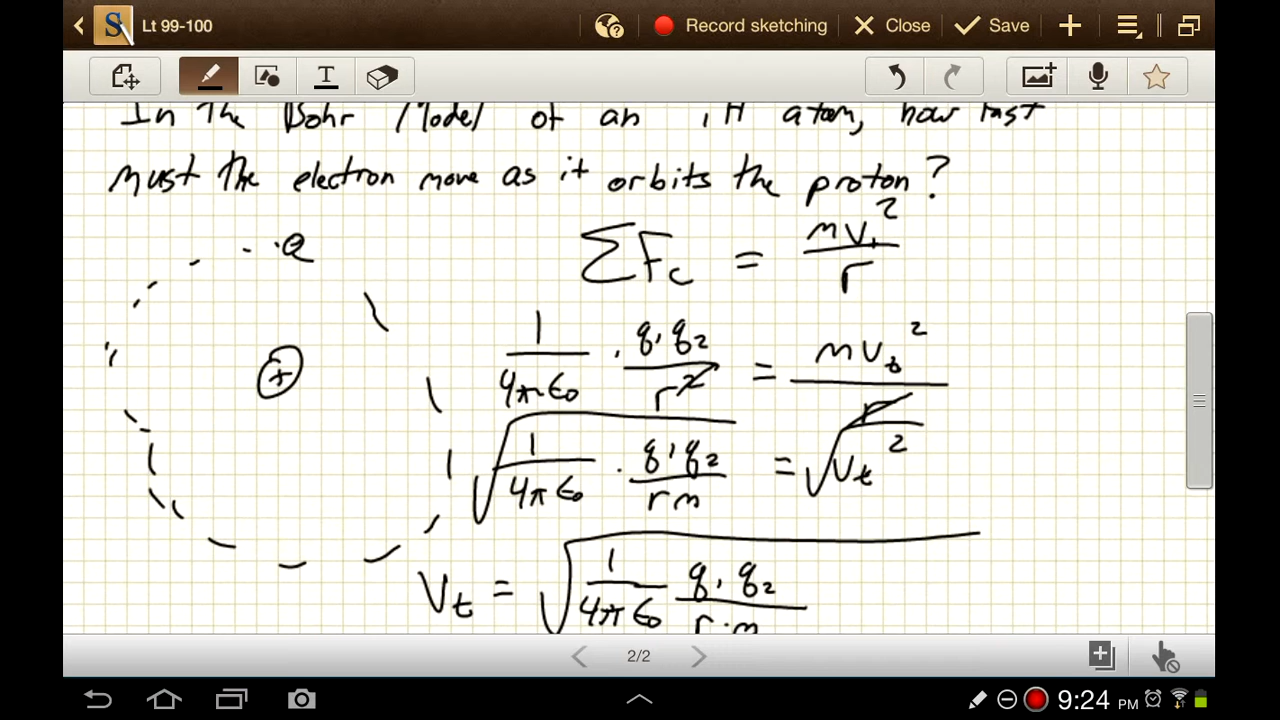 Lt 99-100
Record sketching
Close
Save
In The Bohr Model of an ₁H atom, how fast
must the electron move as it orbits the proton?
e
+
ΣFc = mvt²/r
1/4πϵ₀ · q₁q₂/r² = mvt²/r
√(1/4πϵ₀ · q₁q₂/rm) = √vt²
Vt = √(1/4πϵ₀ q₁q₂/r·m)
2/2
9:24 PM